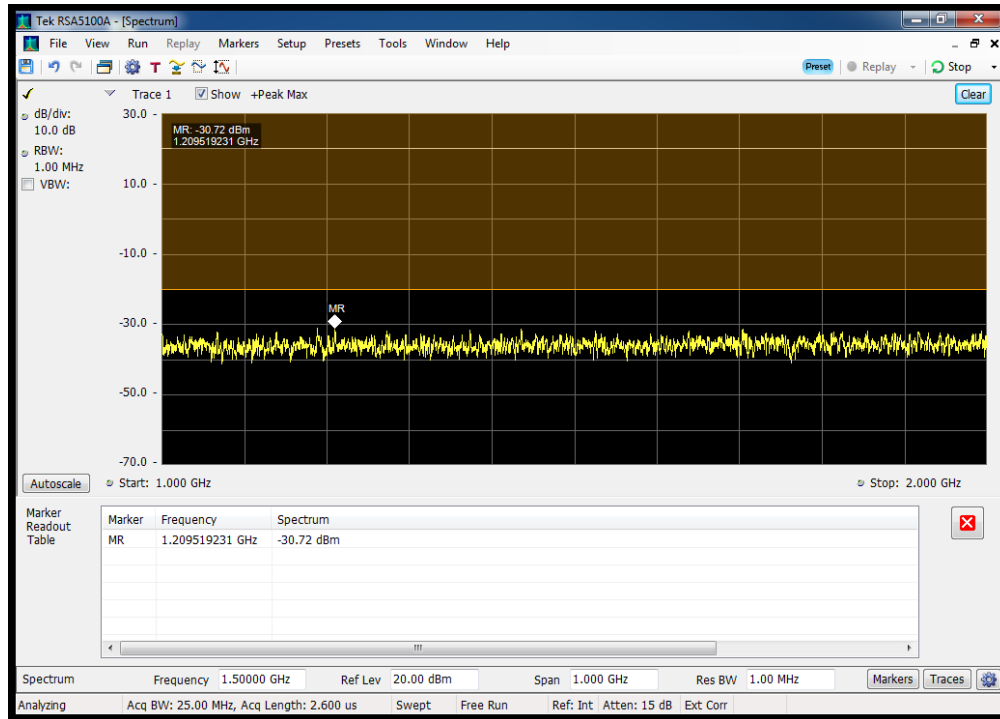 Tek RSA5100A - [Spectrum]
File View Run Replay Markers Setup Presets Tools Window Help
T Preset Replay Stop
Trace 1 Show +Peak Max Clear
dB/div:
10.0 dB
RBW:
1.00 MHz
VBW:
30.0
MR: -30.72 dBm
1.209519231 GHz
10.0
-10.0
MR
-30.0
-50.0
-70.0
Autoscale Start: 1.000 GHz Stop: 2.000 GHz
Marker
Readout
Table
Marker Frequency Spectrum
MR 1.209519231 GHz -30.72 dBm
Spectrum Frequency 1.50000 GHz Ref Lev 20.00 dBm Span 1.000 GHz Res BW 1.00 MHz Markers Traces
Analyzing Acq BW: 25.00 MHz, Acq Length: 2.600 us Swept Free Run Ref: Int Atten: 15 dB Ext Corr